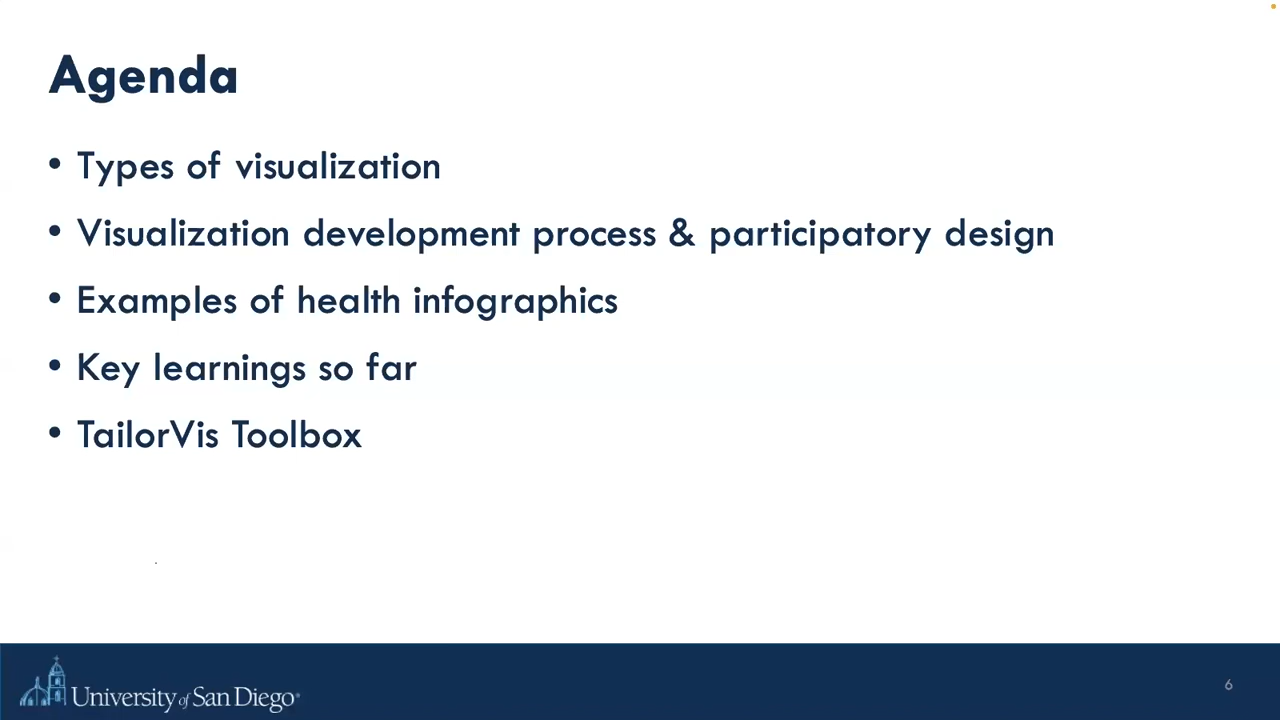 Agenda
• Types of visualization
• Visualization development process & participatory design
• Examples of health infographics
• Key learnings so far
• TailorVis Toolbox
University of San Diego®
6